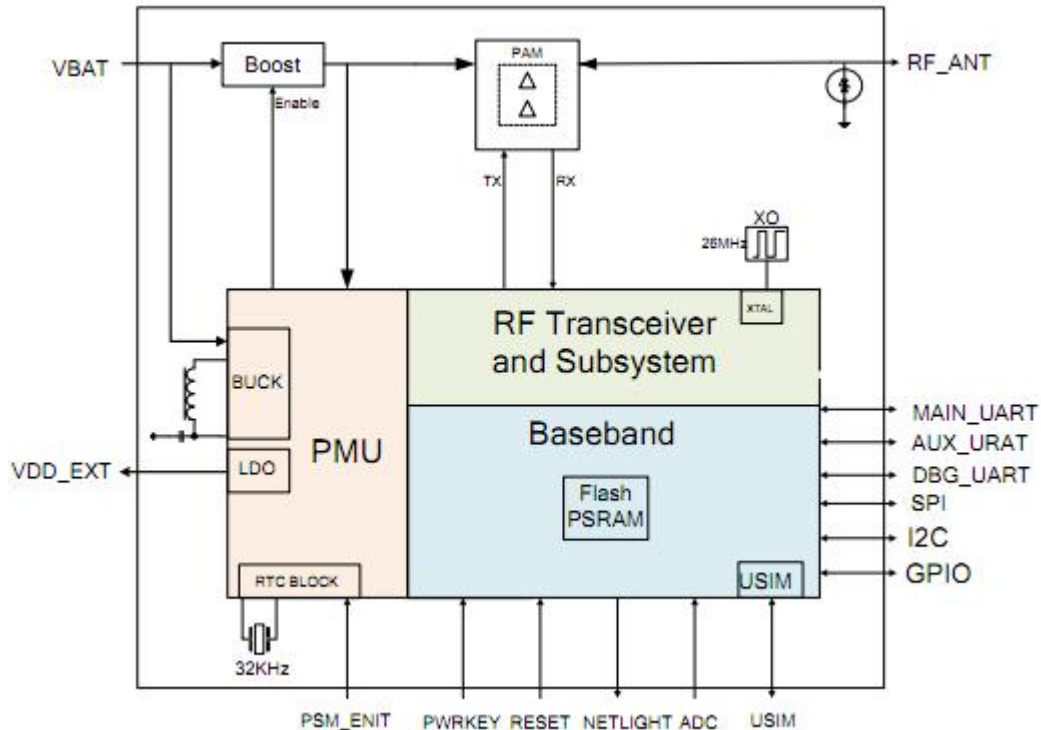 VBAT
Boost
PAM
RF_ANT
Enable
TX
RX
XO
26MHz
XTAL
RF Transceiver
and Subsystem
BUCK
PMU
Baseband
MAIN_UART
AUX_URAT
VDD_EXT
LDO
DBG_UART
Flash
PSRAM
SPI
I2C
RTC BLOCK
USIM
GPIO
32KHz
PSM_ENIT
PWRKEY
RESET
NETLIGHT
ADC
USIM